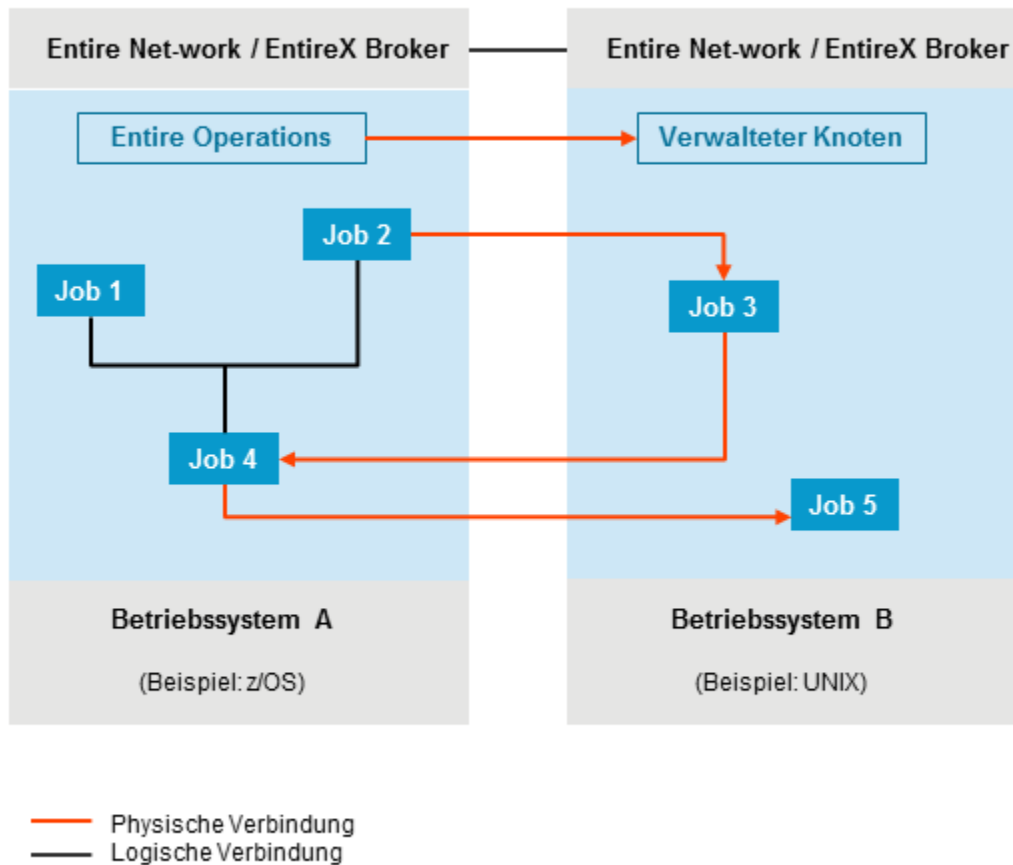 Entire Net-work / EntireX Broker
Entire Net-work / EntireX Broker
Entire Operations
Verwalteter Knoten
Job 2
Job 1
Job 3
Job 4
Job 5
Betriebssystem A
(Beispiel: z/OS)
Betriebssystem B
(Beispiel: UNIX)
Physische Verbindung
Logische Verbindung